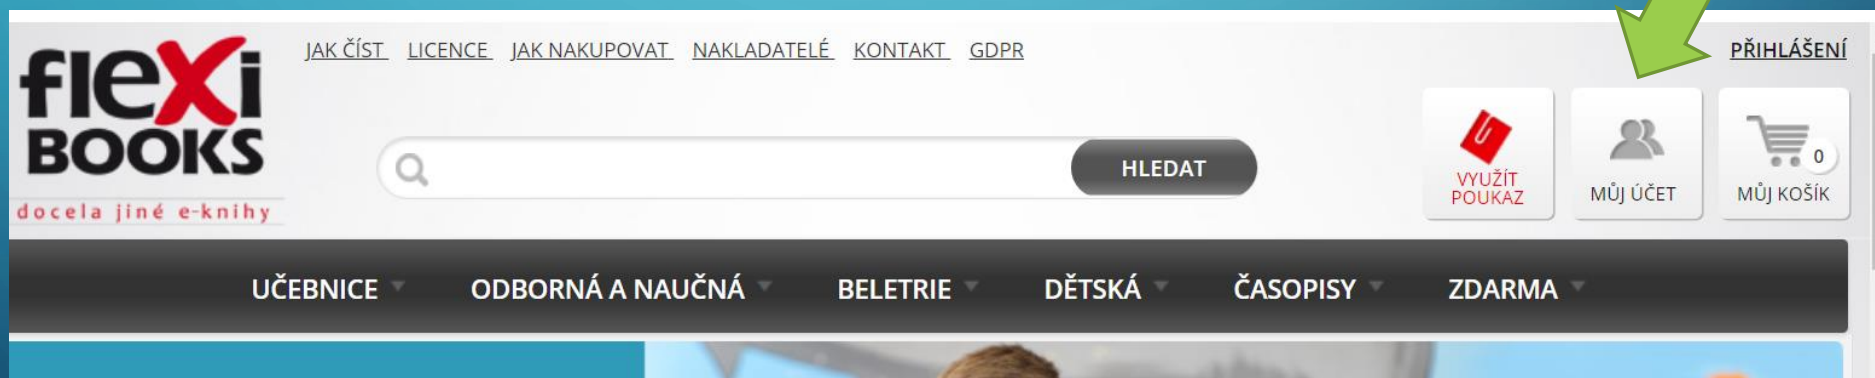 fleXi
BOOKS
docela jiné e-knihy
JAK ČÍST LICENCE JAK NAKUPOVAT NAKLADATELÉ KONTAKT GDPR
PŘIHLÁŠENÍ
HLEDAT
VYUŽÍT
POUKAZ
MŮJ ÚČET
0
MŮJ KOŠÍK
UČEBNICE ODBORNÁ A NAUČNÁ BELETRIE DĚTSKÁ ČASOPISY ZDARMA